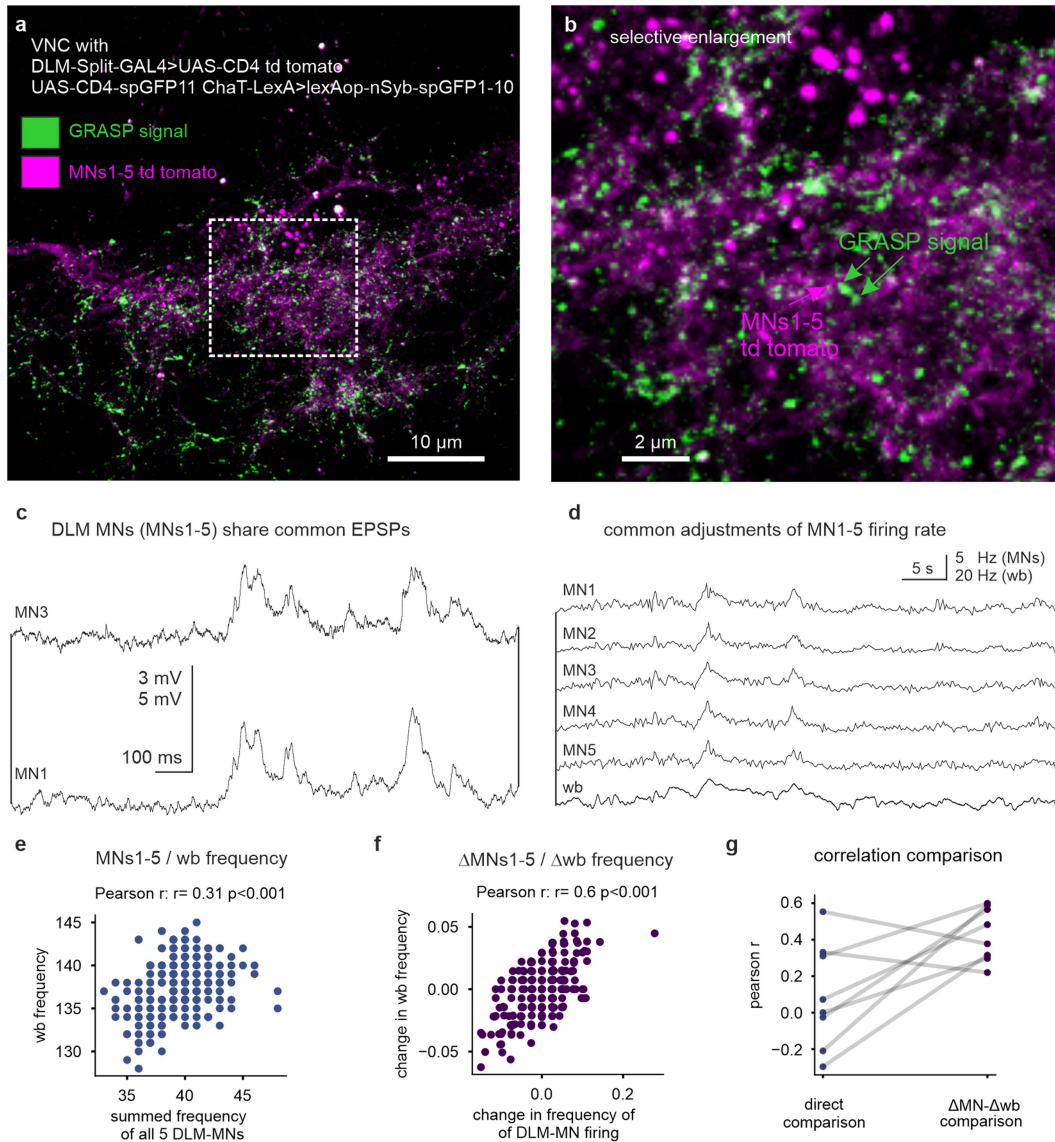 a
VNC with
DLM-Split-GAL4>UAS-CD4 td tomato
UAS-CD4-spGFP11 ChaT-LexA>lexAop-nSyb-spGFP1-10
GRASP signal
MNs1-5 td tomato
10 µm
b
selective-enlargement
GRASP signal
MNs1-5
td tomato
2 µm
c
DLM MNs (MNs1-5) share common EPSPs
MN3
3 mV
5 mV
100 ms
MN1
d
common adjustments of MN1-5 firing rate
5 s
5 Hz (MNs)
20 Hz (wb)
MN1
MN2
MN3
MN4
MN5
wb
e
MNs1-5 / wb frequency
Pearson r: r= 0.31 p<0.001
wb frequency
145
140
135
130
35
40
45
summed frequency
of all 5 DLM-MNs
f
ΔMNs1-5 / Δwb frequency
Pearson r: r= 0.6 p<0.001
change in wb frequency
0.05
0.00
−0.05
0.0
0.2
change in frequency of
of DLM-MN firing
g
correlation comparison
pearson r
0.6
0.4
0.2
0.0
−0.2
direct
comparison
ΔMN-Δwb
comparison